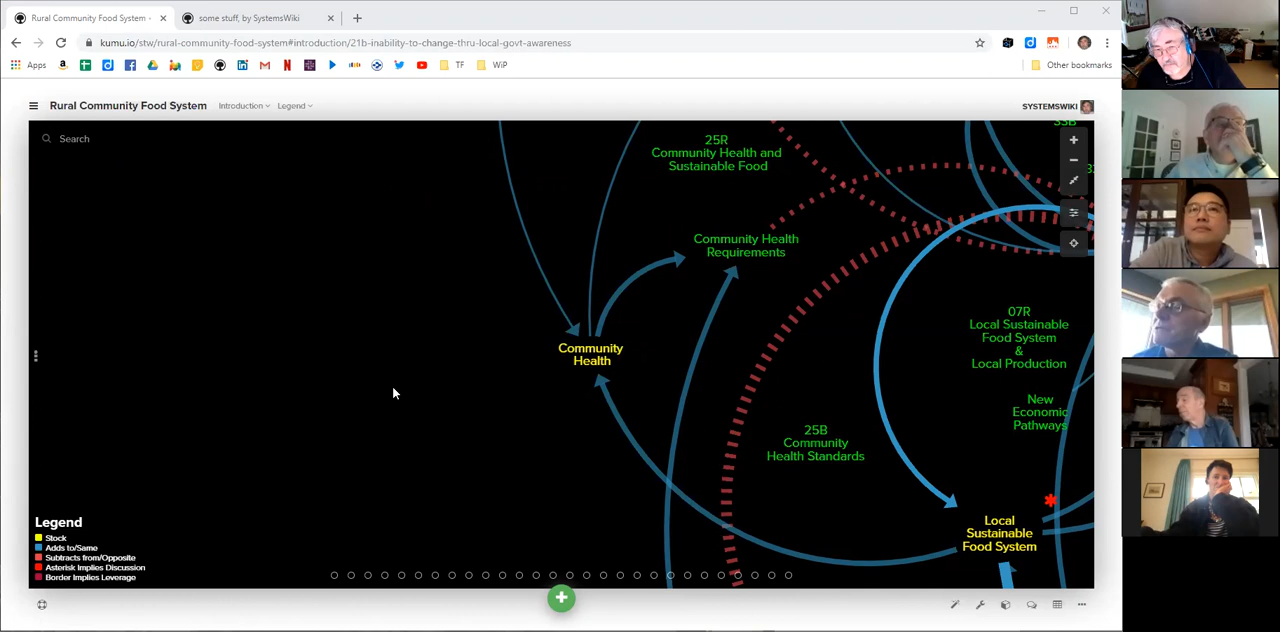 Rural Community Food System -
some stuff, by SystemsWiki
kumu.io/stw/rural-community-food-system#introduction/21b-inability-to-change-then-local-govt-awareness
Apps
TF
WiP
Other bookmarks
Rural Community Food System
Introduction
Legend
SYSTEMSWIKI
Search
33B
25R
Community Health and
Sustainable Food
Community Health
Requirements
Community
Health
07R
Local Sustainable
Food System
&
Local Production
New
Economic
Pathways
25B
Community
Health Standards
Local
Sustainable
Food System
Legend
Stock
Adds to/Same
Subtracts from/Opposite
Asterisk Implies Discussion
Border Implies Leverage